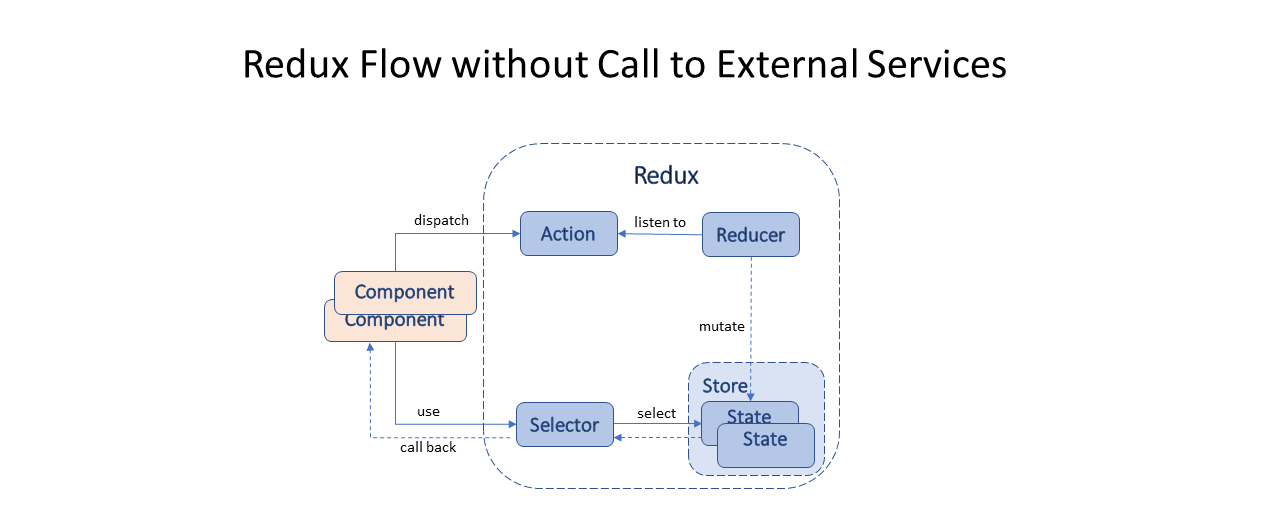 Redux Flow without Call to External Services
Redux
dispatch
Action
listen to
Reducer
Component
Component
mutate
Store
use
Selector
select
State
State
call back